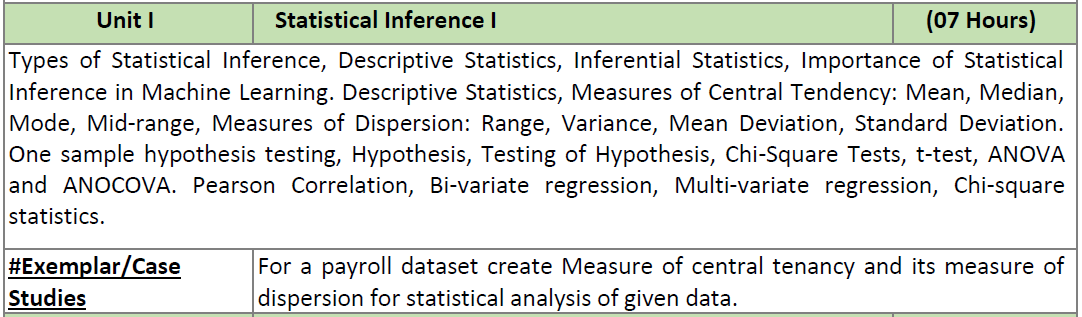 Unit I Statistical Inference I (07 Hours)
Types of Statistical Inference, Descriptive Statistics, Inferential Statistics, Importance of Statistical
Inference in Machine Learning. Descriptive Statistics, Measures of Central Tendency: Mean, Median,
Mode, Mid-range, Measures of Dispersion: Range, Variance, Mean Deviation, Standard Deviation.
One sample hypothesis testing, Hypothesis, Testing of Hypothesis, Chi-Square Tests, t-test, ANOVA
and ANOCOVA. Pearson Correlation, Bi-variate regression, Multi-variate regression, Chi-square
statistics.
#Exemplar/Case For a payroll dataset create Measure of central tenancy and its measure of
Studies dispersion for statistical analysis of given data.